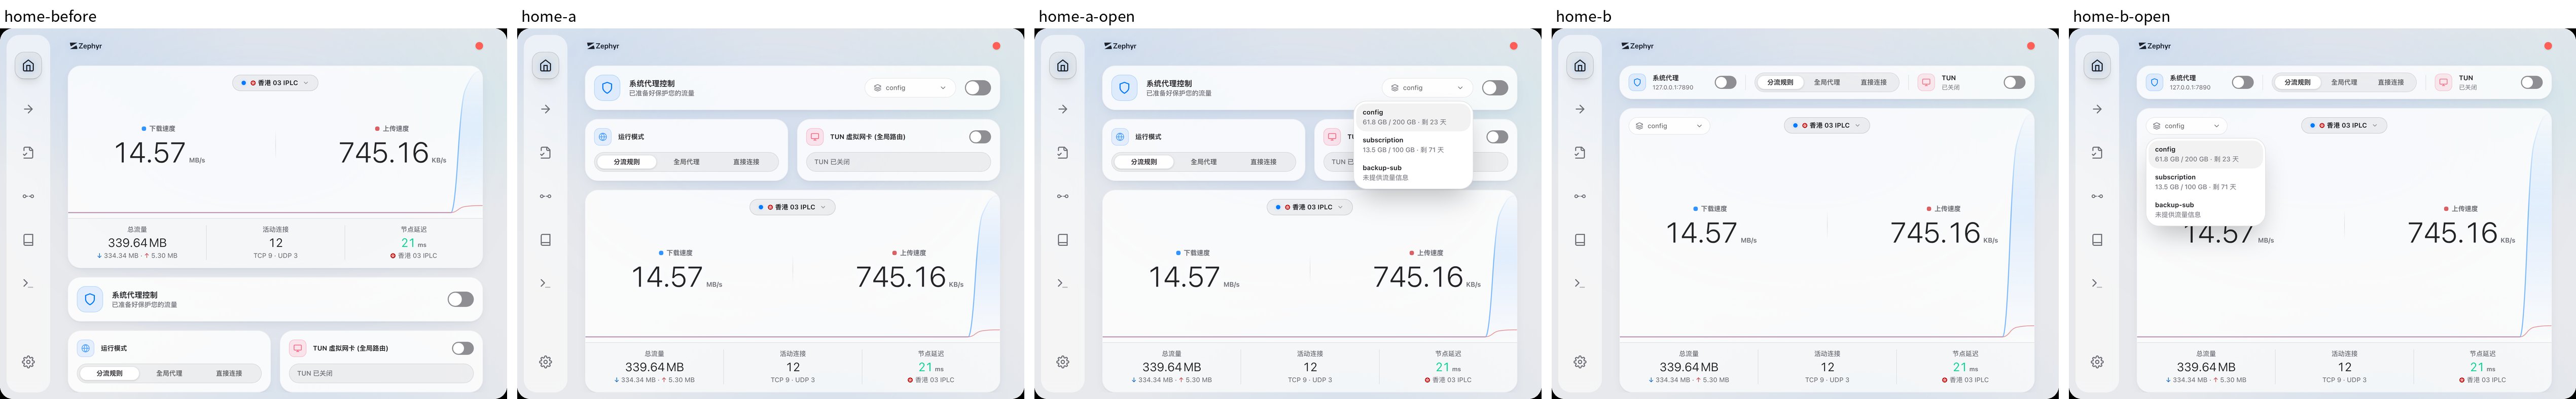 home-before
Zephyr
香港 03 IPLC
下载速度
14.57 MB/s
上传速度
745.16 KB/s
总流量
339.64 MB
↓ 334.34 MB · ↑ 5.30 MB
活动连接
12
TCP 9 · UDP 3
节点延迟
21 ms
香港 03 IPLC
系统代理控制
已准备好保护您的流量
运行模式
分流规则 全局代理 直接连接
TUN 虚拟网卡 (全局路由)
TUN 已关闭
home-a
Zephyr
系统代理控制
已准备好保护您的流量
config
运行模式
分流规则 全局代理 直接连接
TUN 虚拟网卡 (全局路由)
TUN 已关闭
香港 03 IPLC
下载速度
14.57 MB/s
上传速度
745.16 KB/s
总流量
339.64 MB
↓ 334.34 MB · ↑ 5.30 MB
活动连接
12
TCP 9 · UDP 3
节点延迟
21 ms
香港 03 IPLC
home-a-open
Zephyr
系统代理控制
已准备好保护您的流量
config
config
61.8 GB / 200 GB · 剩 23 天
subscription
13.5 GB / 100 GB · 剩 71 天
backup-sub
未提供流量信息
运行模式
分流规则 全局代理 直接连接
香港 03 IPLC
下载速度
14.57 MB/s
上传速度
745.16 KB/s
总流量
339.64 MB
↓ 334.34 MB · ↑ 5.30 MB
活动连接
12
TCP 9 · UDP 3
节点延迟
21 ms
香港 03 IPLC
home-b
Zephyr
系统代理
127.0.0.1:7890
分流规则 全局代理 直接连接
TUN
已关闭
config
香港 03 IPLC
下载速度
14.57 MB/s
上传速度
745.16 KB/s
总流量
339.64 MB
↓ 334.34 MB · ↑ 5.30 MB
活动连接
12
TCP 9 · UDP 3
节点延迟
21 ms
香港 03 IPLC
home-b-open
Zephyr
系统代理
127.0.0.1:7890
分流规则 全局代理 直接连接
TUN
已关闭
config
香港 03 IPLC
config
61.8 GB / 200 GB · 剩 23 天
subscription
13.5 GB / 100 GB · 剩 71 天
backup-sub
未提供流量信息
14.57 MB/s
上传速度
745.16 KB/s
总流量
339.64 MB
↓ 334.34 MB · ↑ 5.30 MB
活动连接
12
TCP 9 · UDP 3
节点延迟
21 ms
香港 03 IPLC